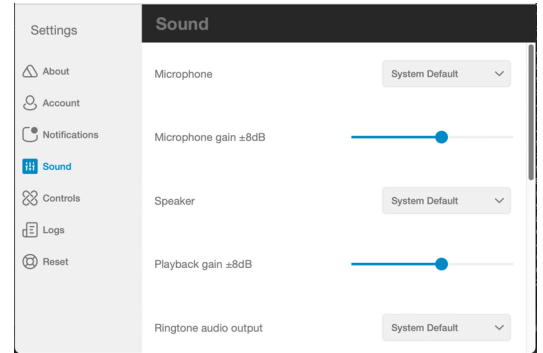 Settings
About
Account
Notifications
Sound
Controls
Logs
Reset
Sound
Microphone
System Default
Microphone gain ±8dB
Speaker
System Default
Playback gain ±8dB
Ringtone audio output
System Default